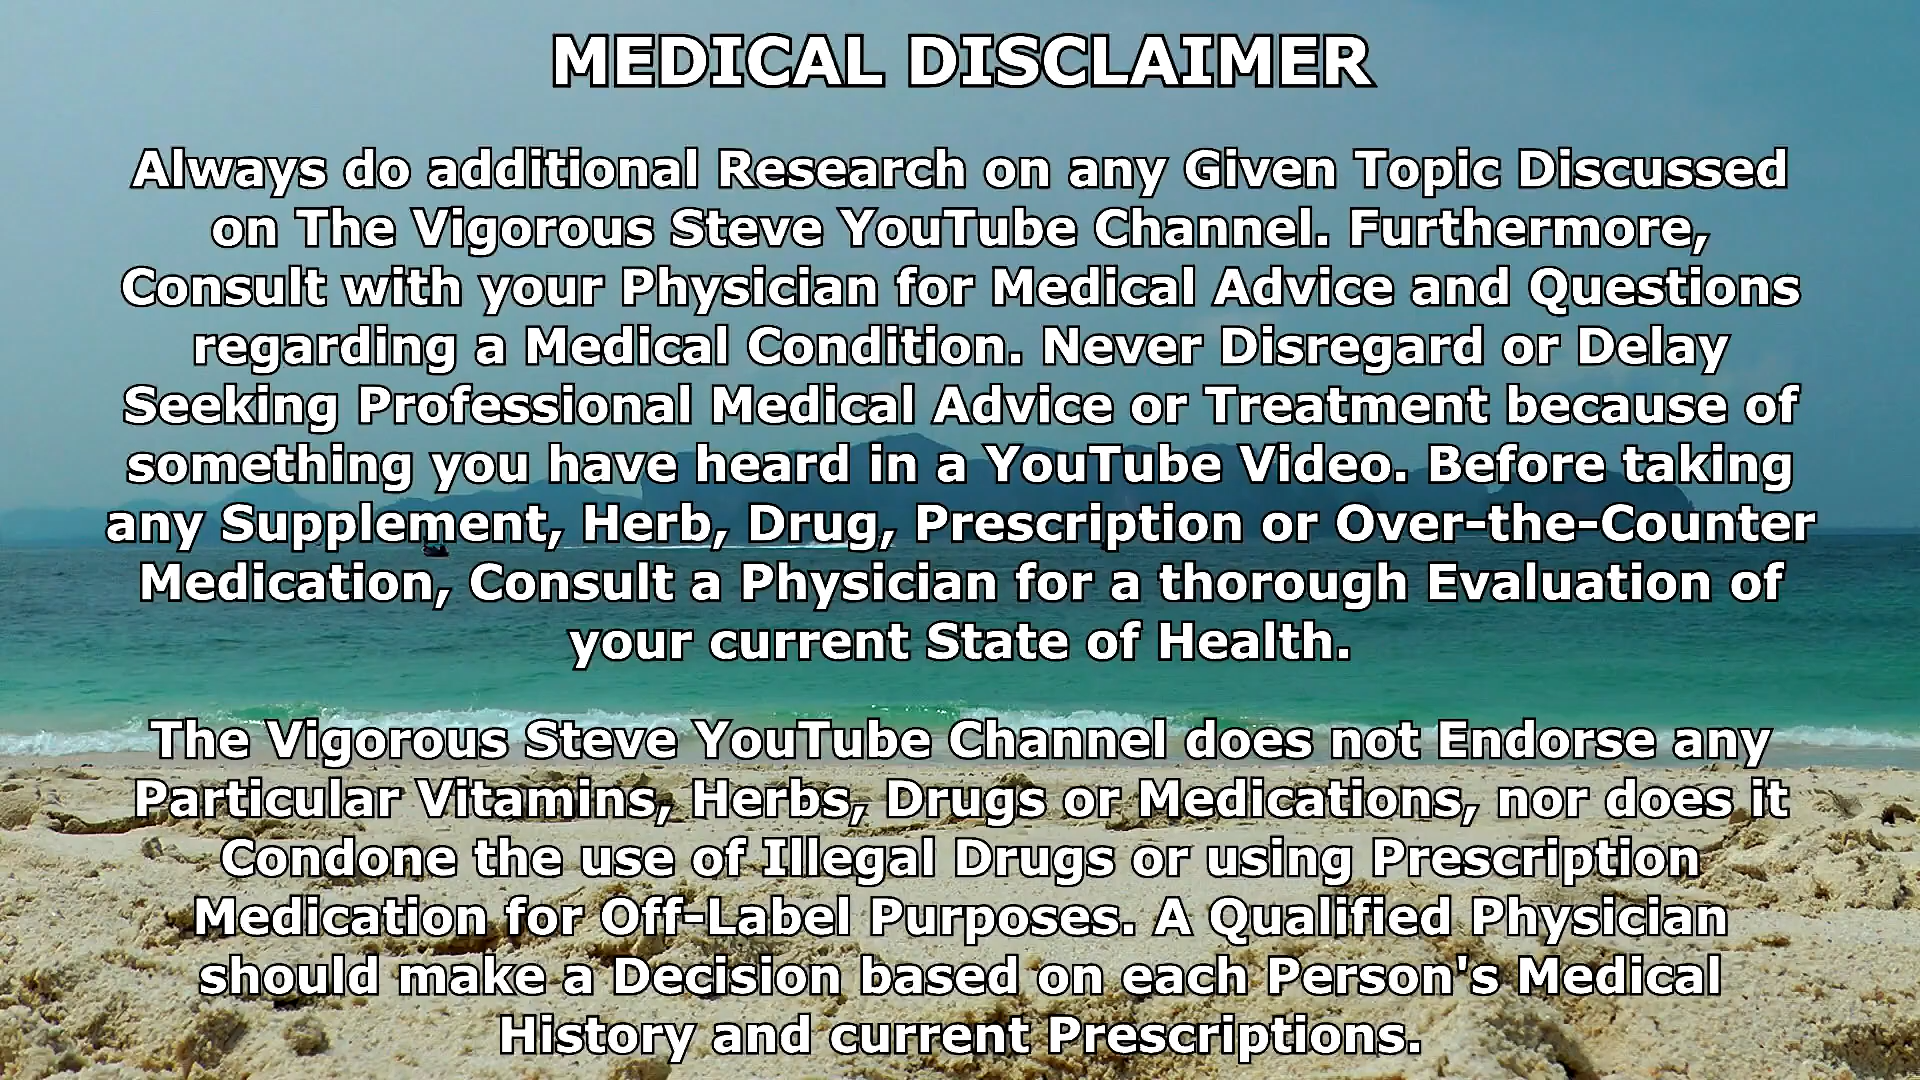 MEDICAL DISCLAIMER
Always do additional Research on any Given Topic Discussed
on The Vigorous Steve YouTube Channel. Furthermore,
Consult with your Physician for Medical Advice and Questions
regarding a Medical Condition. Never Disregard or Delay
Seeking Professional Medical Advice or Treatment because of
something you have heard in a YouTube Video. Before taking
any Supplement, Herb, Drug, Prescription or Over-the-Counter
Medication, Consult a Physician for a thorough Evaluation of
your current State of Health.
The Vigorous Steve YouTube Channel does not Endorse any
Particular Vitamins, Herbs, Drugs or Medications, nor does it
Condone the use of Illegal Drugs or using Prescription
Medication for Off-Label Purposes. A Qualified Physician
should make a Decision based on each Person's Medical
History and current Prescriptions.